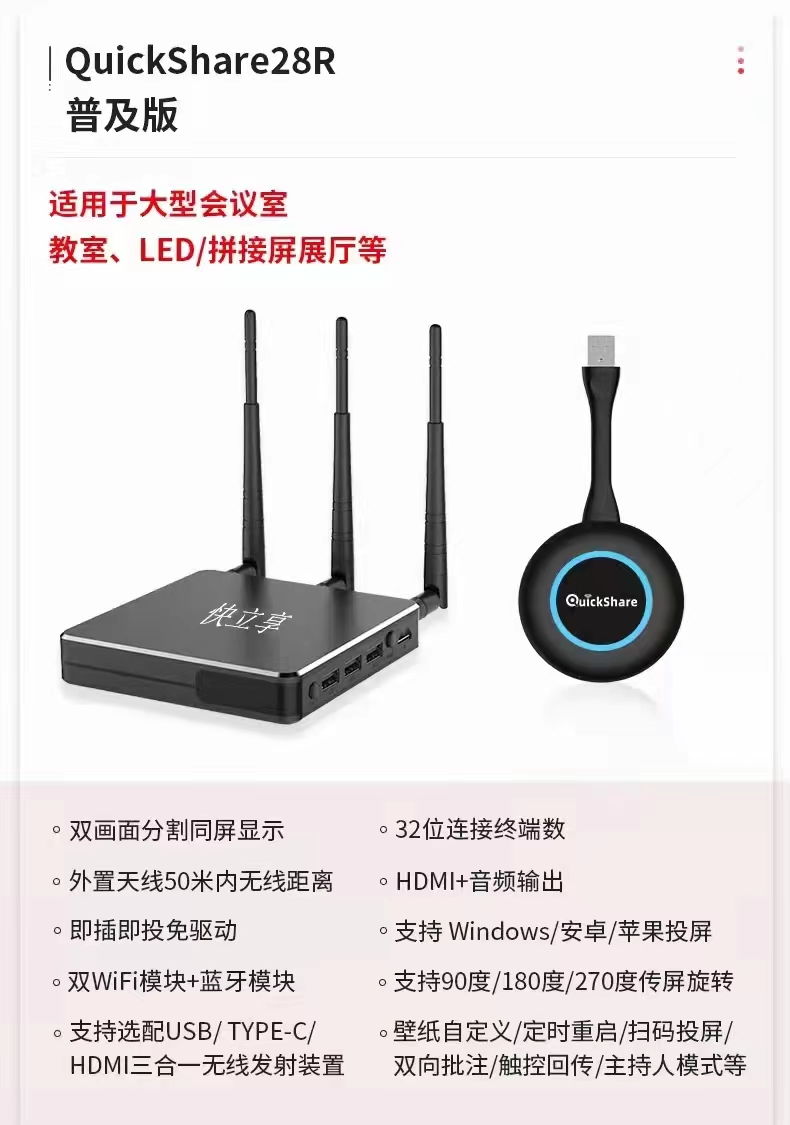 QuickShare28R
普及版
适用于大型会议室
教室、LED/拼接屏展厅等
快立享
QuickShare
双画面分割同屏显示
32位连接终端数
外置天线50米内无线距离
HDMI+音频输出
即插即投免驱动
支持 Windows/安卓/苹果投屏
双WiFi模块+蓝牙模块
支持90度/180度/270度传屏旋转
支持选配USB/ TYPE-C/
HDMI三合一无线发射装置
壁纸自定义/定时重启/扫码投屏/
双向批注/触控回传/主持人模式等